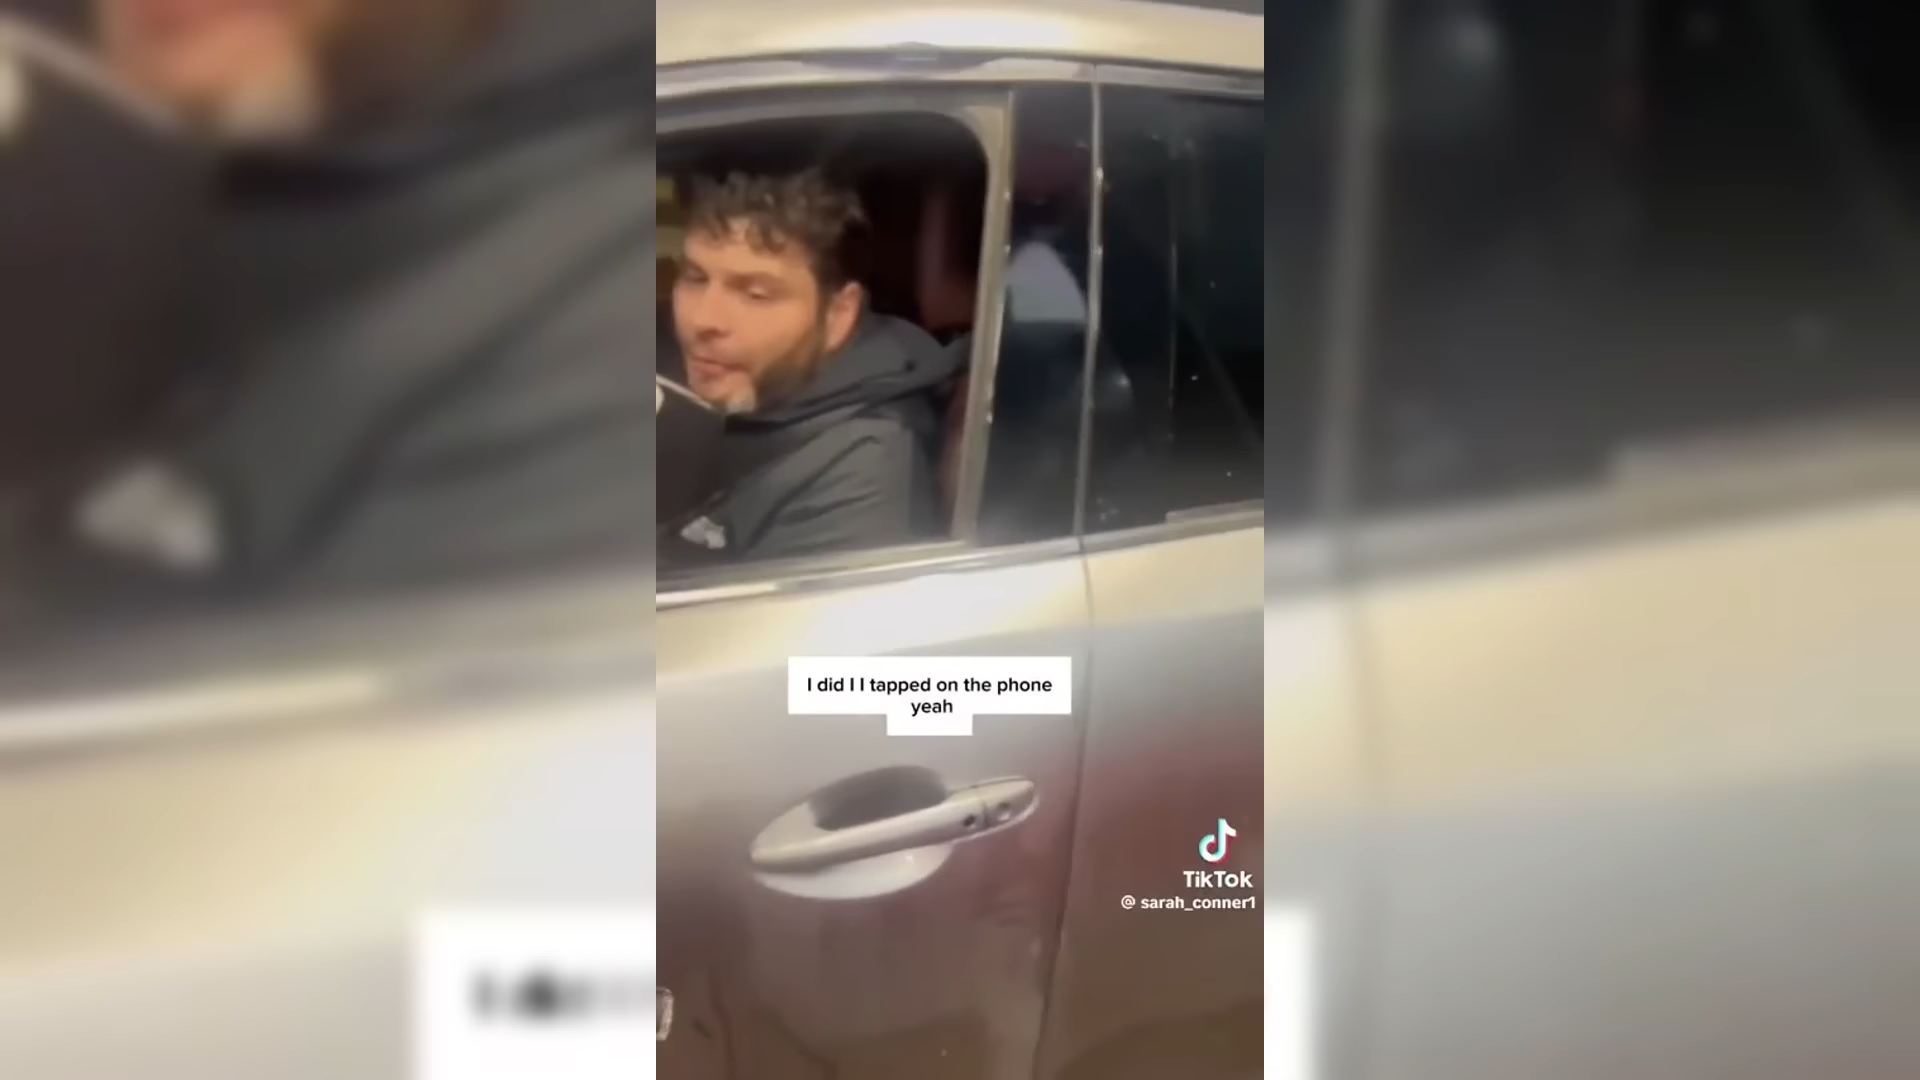 I did I I tapped on the phone
yeah
TikTok
@ sarah_conner1